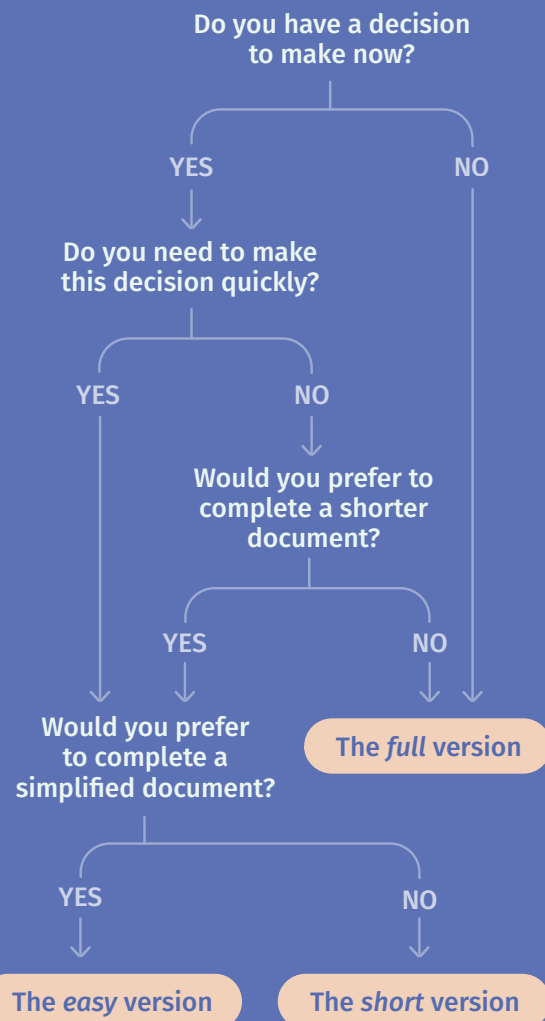 Do you have a decision
to make now?
YES
NO
Do you need to make
this decision quickly?
YES
NO
Would you prefer to
complete a shorter
document?
YES
NO
Would you prefer
to complete a
simplified document?
The full version
YES
NO
The easy version
The short version